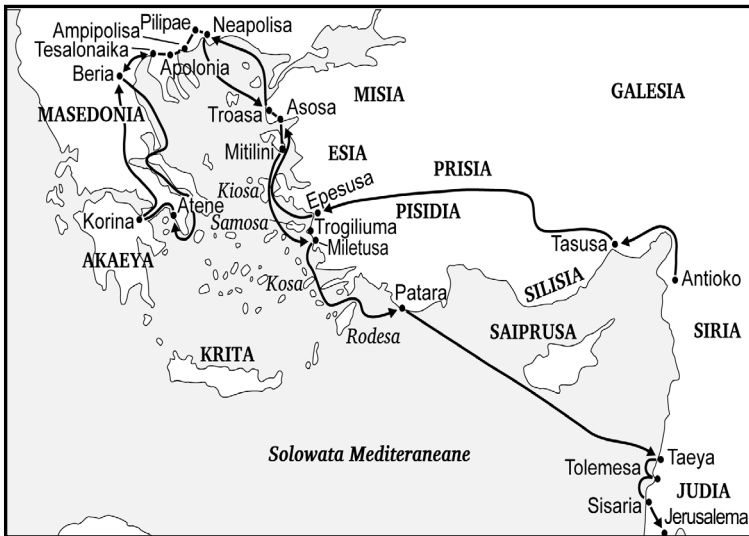 Pilipae
Neapolisa
Ampipolisa
Tesalonaika
Beria
Apolonia
MISIA
GALESIA
Troasa
Asosa
MASEDONIA
Mitilini
ESIA
PRISIA
Kiosa
Epesusa
PISIDIA
Atene
Samosa
Trogiliuma
Korina
Miletusa
Tasusa
AKAEYA
SILISIA
Antioko
Kosa
Patara
Rodesa
SAIPRUSA
SIRIA
KRITA
Solowata Mediteraneane
Taeya
Tolemesa
JUDIA
Sisaria
Jerusalema